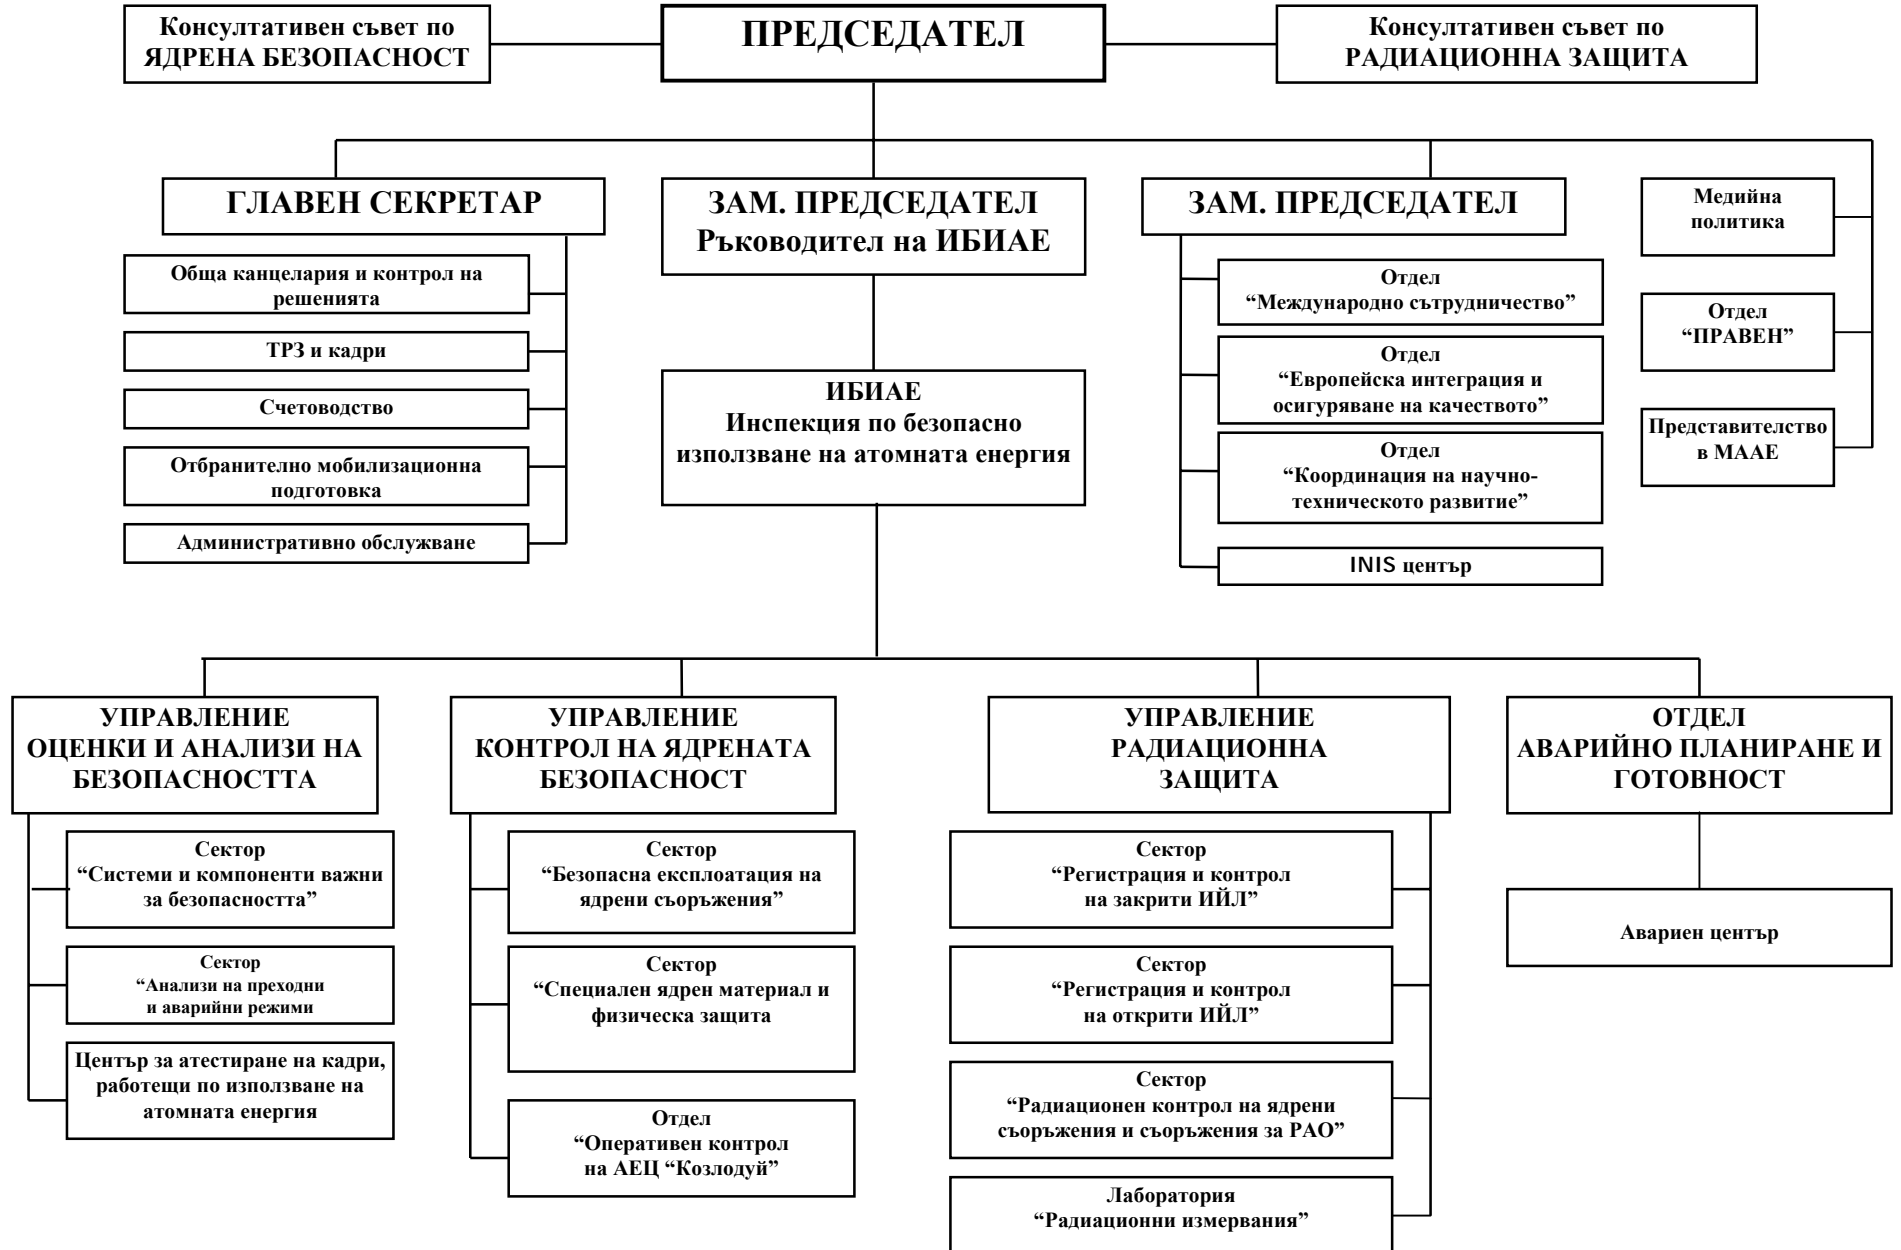 Консултативен съвет по
ЯДРЕНА БЕЗОПАСНОСТ
ПРЕДСЕДАТЕЛ
Консултативен съвет по
РАДИАЦИОННА ЗАЩИТА
ГЛАВЕН СЕКРЕТАР
Обща канцелария и контрол на
решенията
ТРЗ и кадри
Счетоводство
Отбранително мобилизационна
подготовка
Административно обслужване
ЗАМ. ПРЕДСЕДАТЕЛ
Ръководител на ИБИАЕ
ИБИАЕ
Инспекция по безопасно
използване на атомната енергия
ЗАМ. ПРЕДСЕДАТЕЛ
Отдел
“Международно сътрудничество”
Отдел
“Европейска интеграция и
осигуряване на качеството”
Отдел
“Координация на научно-
техническото развитие”
INIS център
Медийна
политика
Отдел
“ПРАВЕН”
Представителство
в МААЕ
УПРАВЛЕНИЕ
ОЦЕНКИ И АНАЛИЗИ НА
БЕЗОПАСНОСТТА
Сектор
“Системи и компоненти важни
за безопасността”
Сектор
“Анализи на преходни
и аварийни режими
Център за атестиране на кадри,
работещи по използване на
атомната енергия
УПРАВЛЕНИЕ
КОНТРОЛ НА ЯДРЕНАТА
БЕЗОПАСНОСТ
Сектор
“Безопасна експлоатация на
ядрени съоръжения”
Сектор
“Специален ядрен материал и
физическа защита
Отдел
“Оперативен контрол
на АЕЦ “Козлодуй”
УПРАВЛЕНИЕ
РАДИАЦИОННА
ЗАЩИТА
Сектор
“Регистрация и контрол
на закрити ИЙЛ”
Сектор
“Регистрация и контрол
на открити ИЙЛ”
Сектор
“Радиационен контрол на ядрени
съоръжения и съоръжения за РАО”
Лаборатория
“Радиационни измервания”
ОТДЕЛ
АВАРИЙНО ПЛАНИРАНЕ И
ГОТОВНОСТ
Авариен център